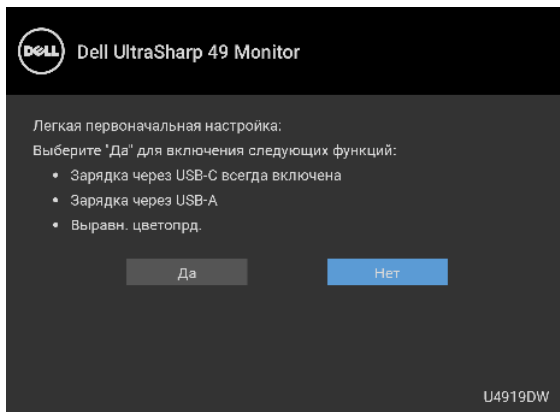 DELL Dell UltraSharp 49 Monitor
Легкая первоначальная настройка:
Выберите "Да" для включения следующих функций:
• Зарядка через USB-C всегда включена
• Зарядка через USB-A
• Выравн. цветопрд.
Да Нет
U4919DW